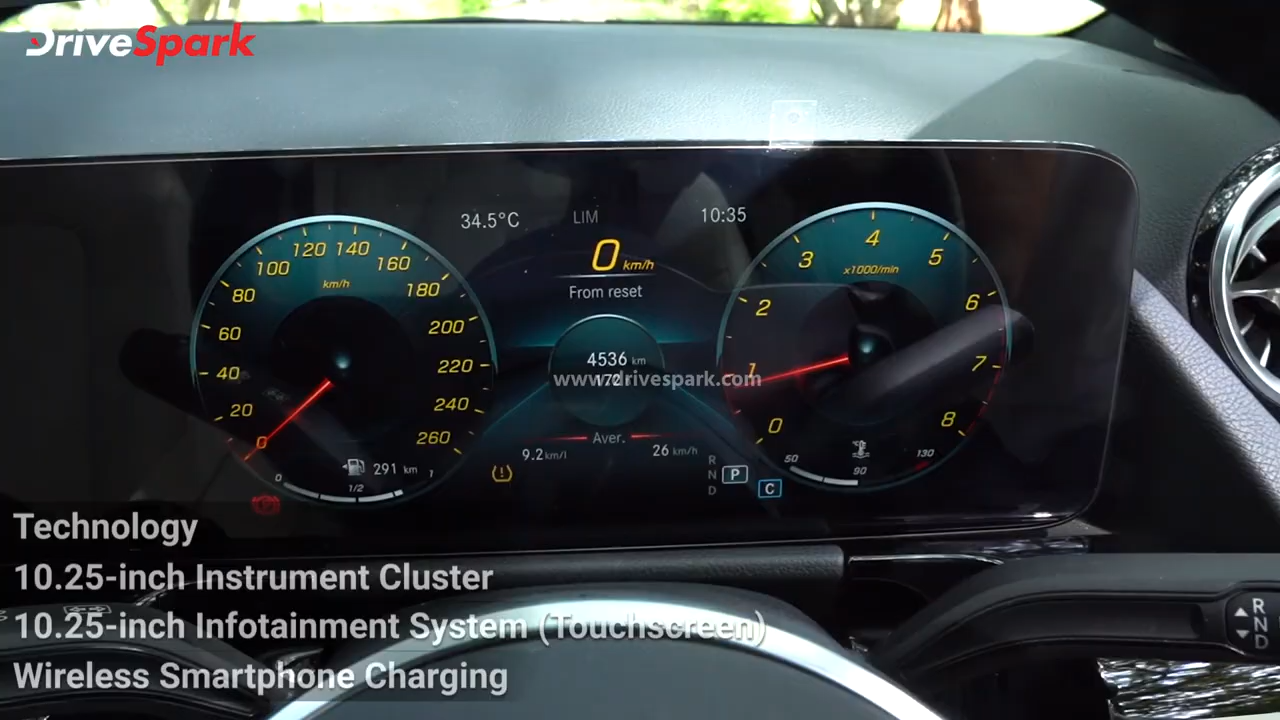 DriveSpark
34.5°C LIM 10:35
0 km/h
From reset
4536 km
172
www.drivespark.com
Aver.
9.2 km/l 26 km/h
0 20 40 60 80 100 120 140 160 180 200 220 240 260
km/h
291 km
0 1/2 1
0 1 2 3 4 5 6 7 8
x1000/min
50 90 130
R
N P
D C
Technology
10.25-inch Instrument Cluster
10.25-inch Infotainment System (Touchscreen)
Wireless Smartphone Charging
R
N
D